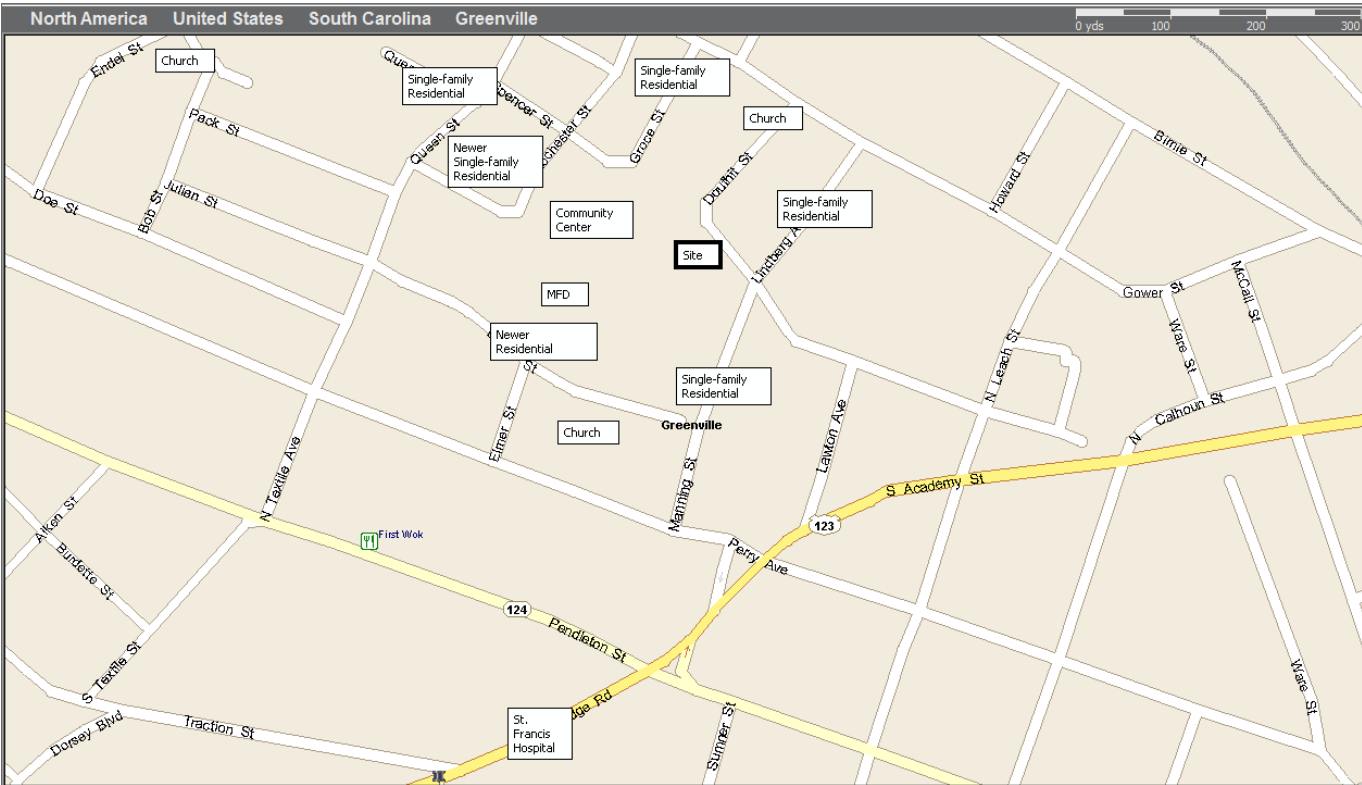 North America United States South Carolina Greenville
0 yds 100 200 300
Endel St
Church
Single-family
Residential
Single-family
Residential
Spencer St
Pack St
Queen St
Newer
Single-family
Residential
Groce St
Church
Douthit St
Howard St
Birnie St
Doe St
Bob St
Julian St
Community
Center
Single-family
Residential
Site
Lindberg
MFD
Gower St
McCall St
Ware St
Newer
Residential
St
N Leach St
Single-family
Residential
Greenville
Elmer St
Church
Lawton Ave
N Calhoun St
N Textile Ave
Manning St
S Academy St
123
Aiken St
First Wok
Burdette St
Perry Ave
124
Pendleton St
S Textile St
Ware St
Dorsey Blvd
Traction St
St.
Francis
Hospital
Rd
Sumner St